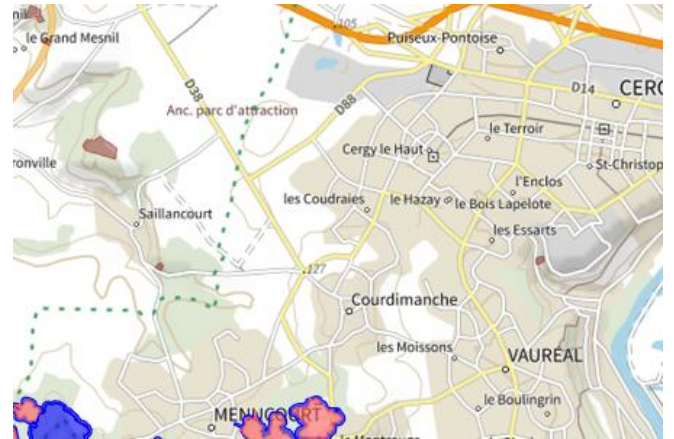 105
le Grand Mesnil
Puiseux-Pontoise
D38
D14
CERG
Anc. parc d'attraction
D88
le Terroir
Cergy le Haut
ronville
St-Christop
l'Enclos
les Coudraies
le Hazay
le Bois Lapelote
Saillancourt
les Essarts
127
Courdimanche
les Moissons
VAURÉAL
le Boulingrin
MENUCOURT